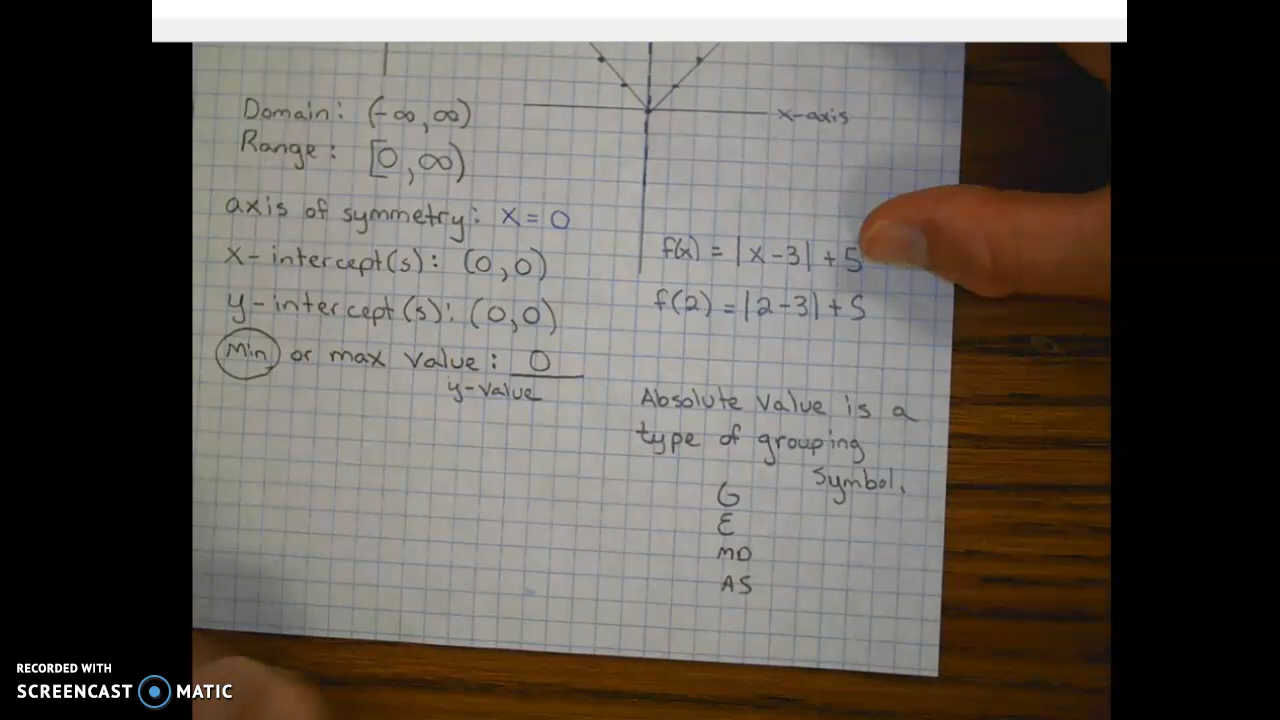 x-axis
Domain: (-∞,∞)
Range: [0,∞)
axis of symmetry: x = 0
x-intercept(s): (0,0)
y-intercept(s): (0,0)
Min or max value: 0
y-value
f(x) = |x-3| + 5
f(2) = |2-3| + 5
Absolute Value is a
type of grouping
symbol.
G
E
MD
AS
RECORDED WITH
SCREENCAST MATIC